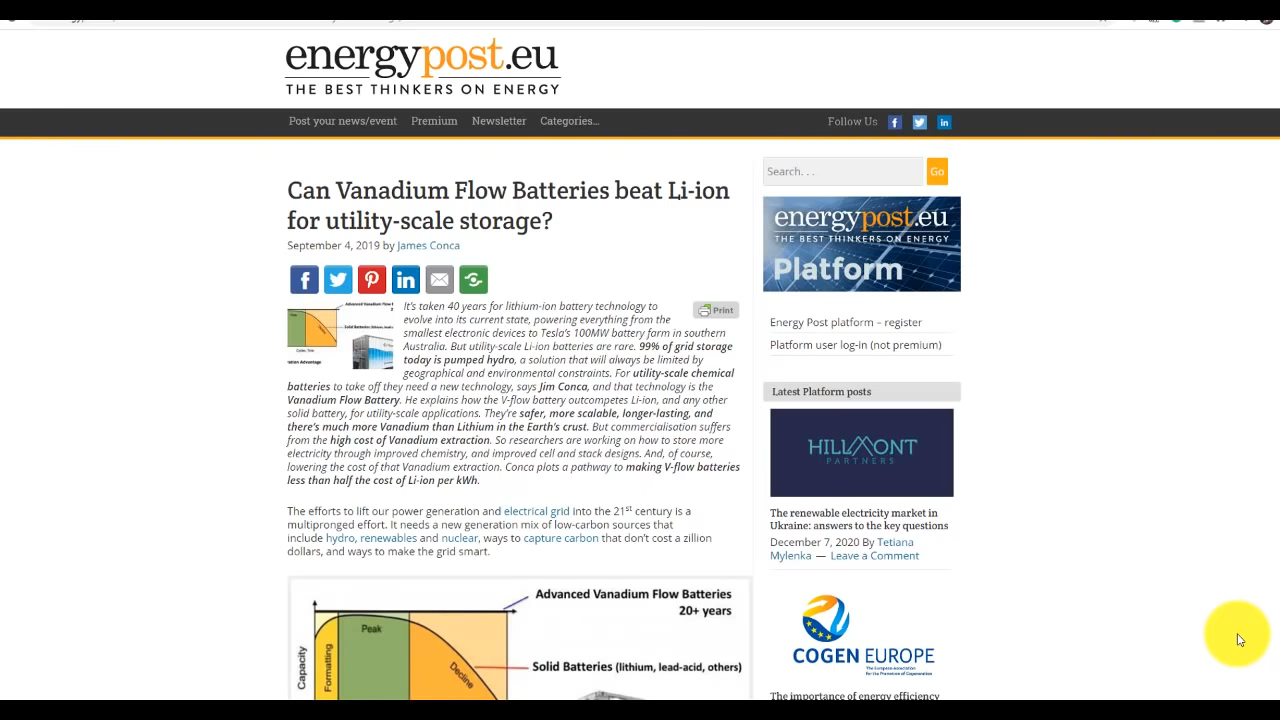 energypost.eu
THE BEST THINKERS ON ENERGY
Post your news/event Premium Newsletter Categories... Follow Us
Can Vanadium Flow Batteries beat Li-ion
for utility-scale storage?
September 4, 2019 by James Conca
Print
It's taken 40 years for lithium-ion battery technology to
evolve into its current state, powering everything from the
smallest electronic devices to Tesla's 100MW battery farm in southern
Australia. But utility-scale Li-ion batteries are rare. 99% of grid storage
today is pumped hydro, a solution that will always be limited by
geographical and environmental constraints. For utility-scale chemical
batteries to take off they need a new technology, says Jim Conca, and that technology is the
Vanadium Flow Battery. He explains how the V-flow battery outcompetes Li-ion, and any other
solid battery, for utility-scale applications. They're safer, more scalable, longer-lasting, and
there's much more Vanadium than Lithium in the Earth's crust. But commercialisation suffers
from the high cost of Vanadium extraction. So researchers are working on how to store more
electricity through improved chemistry, and improved cell and stack designs. And, of course,
lowering the cost of that Vanadium extraction. Conca plots a pathway to making V-flow batteries
less than half the cost of Li-ion per kWh.
The efforts to lift our power generation and electrical grid into the 21st century is a
multipronged effort. It needs a new generation mix of low-carbon sources that
include hydro, renewables and nuclear, ways to capture carbon that don't cost a zillion
dollars, and ways to make the grid smart.
Advanced Vanadium Flow Batteries
20+ years
Peak
Solid Batteries (lithium, lead-acid, others)
Capacity
Formatting
Decline
Search. . .
Go
energypost.eu
THE BEST THINKERS ON ENERGY
Platform
Energy Post platform – register
Platform user log-in (not premium)
Latest Platform posts
HILLMONT
PARTNERS
The renewable electricity market in
Ukraine: answers to the key questions
December 7, 2020 By Tetiana
Mylenka — Leave a Comment
COGEN EUROPE
The importance of energy efficiency